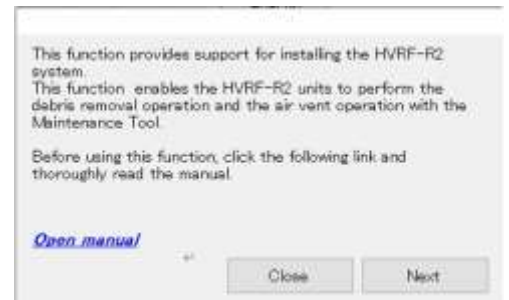 This function provides support for installing the HVRF-R2
system.
This function enables the HVRF-R2 units to perform the
debris removal operation and the air vent operation with the
Maintenance Tool.
Before using this function, click the following link and
thoroughly read the manual.
Open manual
Close
Next